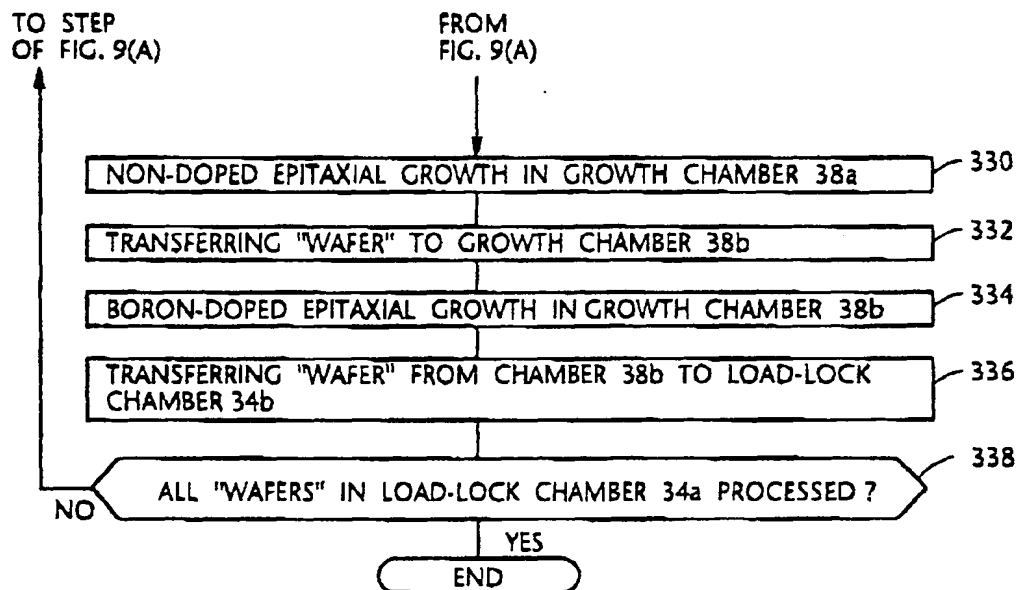 TO STEP
OF FIG. 9(A)
FROM
FIG. 9(A)
NON-DOPED EPITAXIAL GROWTH IN GROWTH CHAMBER 38a
330
TRANSFERRING "WAFER" TO GROWTH CHAMBER 38b
332
BORON-DOPED EPITAXIAL GROWTH IN GROWTH CHAMBER 38b
334
TRANSFERRING "WAFER" FROM CHAMBER 38b TO LOAD-LOCK
CHAMBER 34b
336
ALL "WAFERS" IN LOAD-LOCK CHAMBER 34a PROCESSED ?
338
NO
YES
END